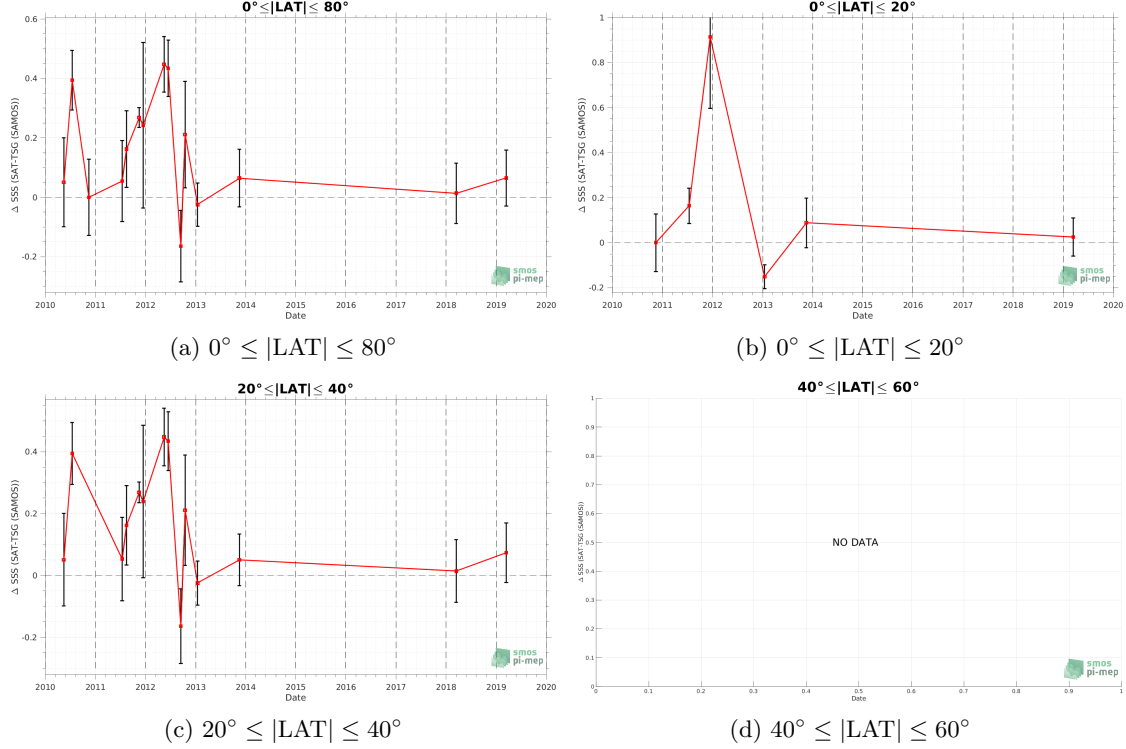 0°≤|LAT|≤ 80°
Δ SSS (SAT-TSG (SAMOS))
0.6
0.4
0.2
0
-0.2
2010 2011 2012 2013 2014 2015 2016 2017 2018 2019 2020
Date
smos
pi-mep
(a) 0° ≤ |LAT| ≤ 80°
0°≤|LAT|≤ 20°
Δ SSS (SAT-TSG (SAMOS))
1
0.8
0.6
0.4
0.2
0
-0.2
2010 2011 2012 2013 2014 2015 2016 2017 2018 2019 2020
Date
smos
pi-mep
(b) 0° ≤ |LAT| ≤ 20°
20°≤|LAT|≤ 40°
Δ SSS (SAT-TSG (SAMOS))
0.4
0.2
0
-0.2
2010 2011 2012 2013 2014 2015 2016 2017 2018 2019 2020
Date
smos
pi-mep
(c) 20° ≤ |LAT| ≤ 40°
40°≤|LAT|≤ 60°
Δ SSS (SAT-TSG (SAMOS))
1
0.9
0.8
0.7
0.6
0.5
0.4
0.3
0.2
0.1
0
NO DATA
0 0.1 0.2 0.3 0.4 0.5 0.6 0.7 0.8 0.9 1
Date
smos
pi-mep
(d) 40° ≤ |LAT| ≤ 60°